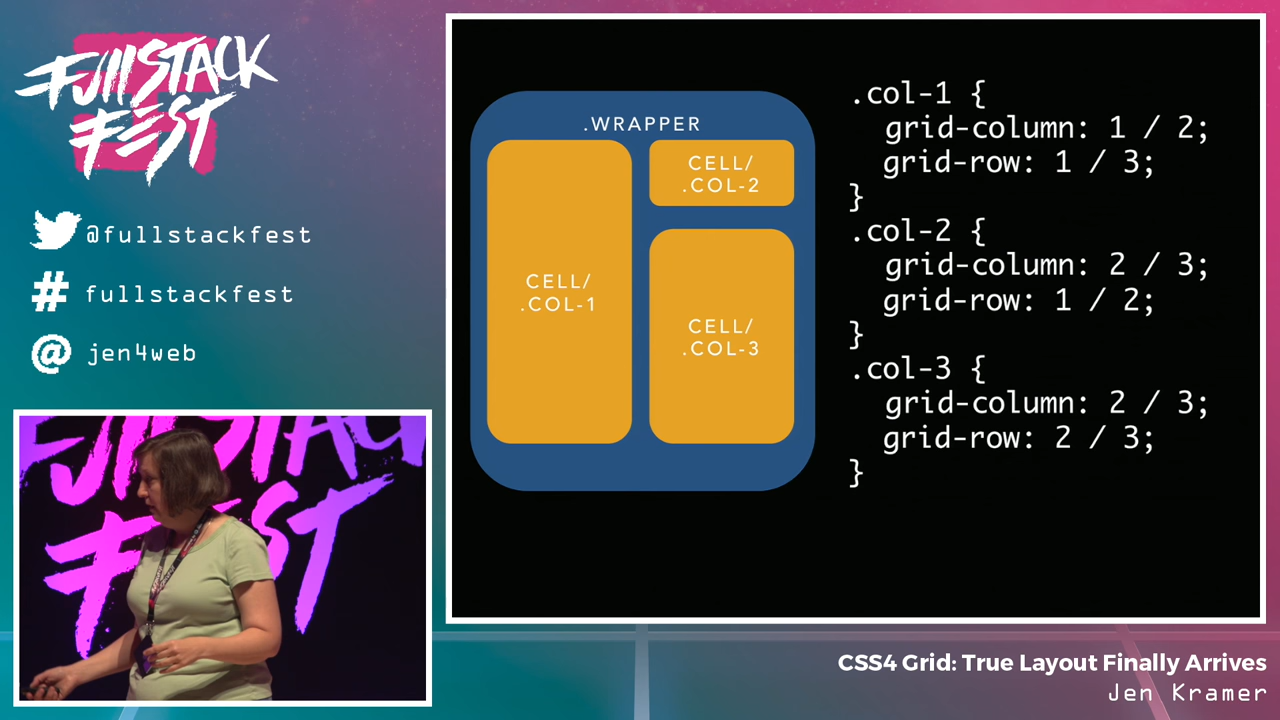 FullSTACK
FEST
@fullstackfest
# fullstackfest
@ jen4web
FullSTACK
FEST
.WRAPPER
CELL/
.COL-1
CELL/
.COL-2
CELL/
.COL-3
.col-1 {
grid-column: 1 / 2;
grid-row: 1 / 3;
}
.col-2 {
grid-column: 2 / 3;
grid-row: 1 / 2;
}
.col-3 {
grid-column: 2 / 3;
grid-row: 2 / 3;
}
CSS4 Grid: True Layout Finally Arrives
Jen Kramer